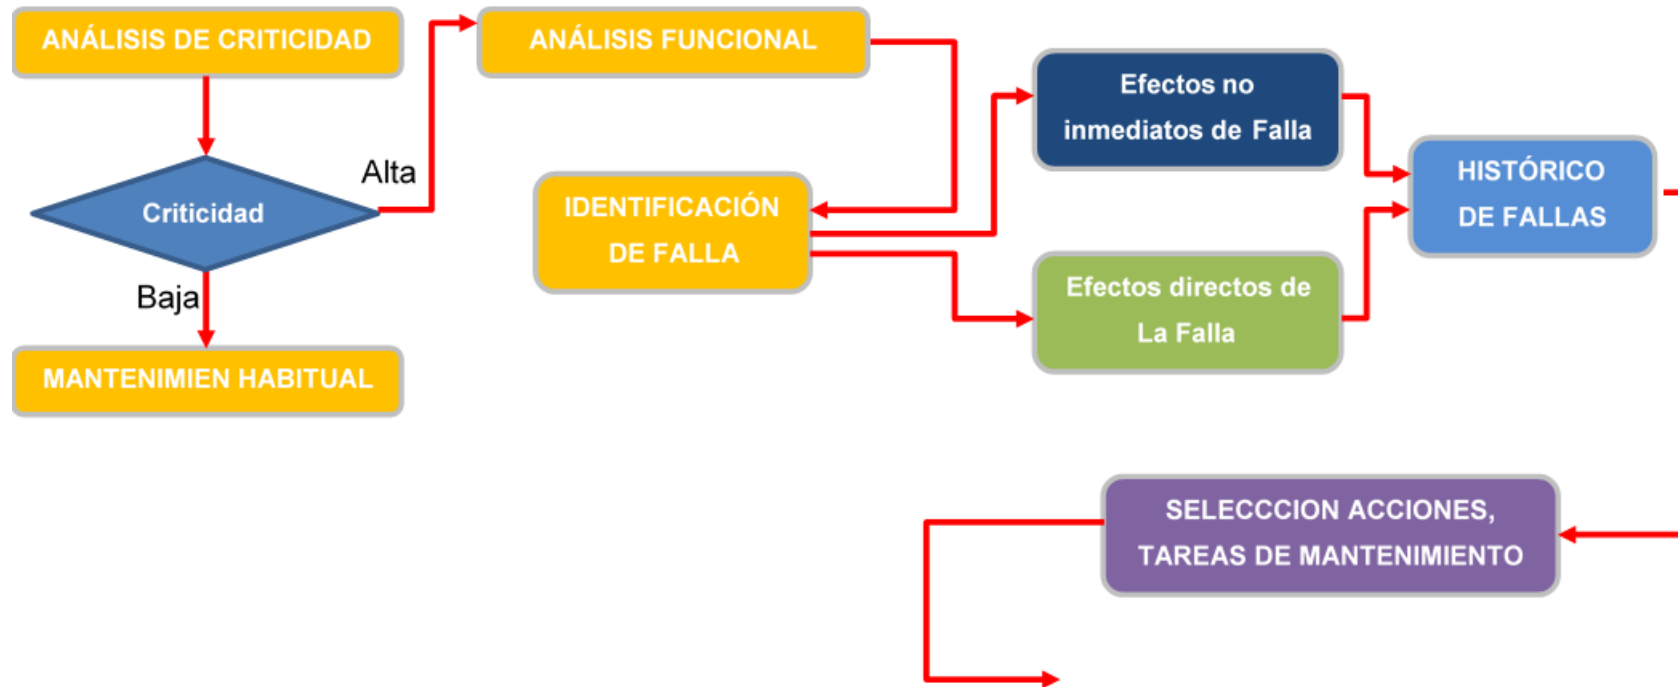 ANÁLISIS DE CRITICIDAD
Criticidad
Alta
Baja
MANTENIMIEN HABITUAL
ANÁLISIS FUNCIONAL
IDENTIFICACIÓN
DE FALLA
Efectos no
inmediatos de Falla
Efectos directos de
La Falla
HISTÓRICO
DE FALLAS
SELECCCION ACCIONES,
TAREAS DE MANTENIMIENTO